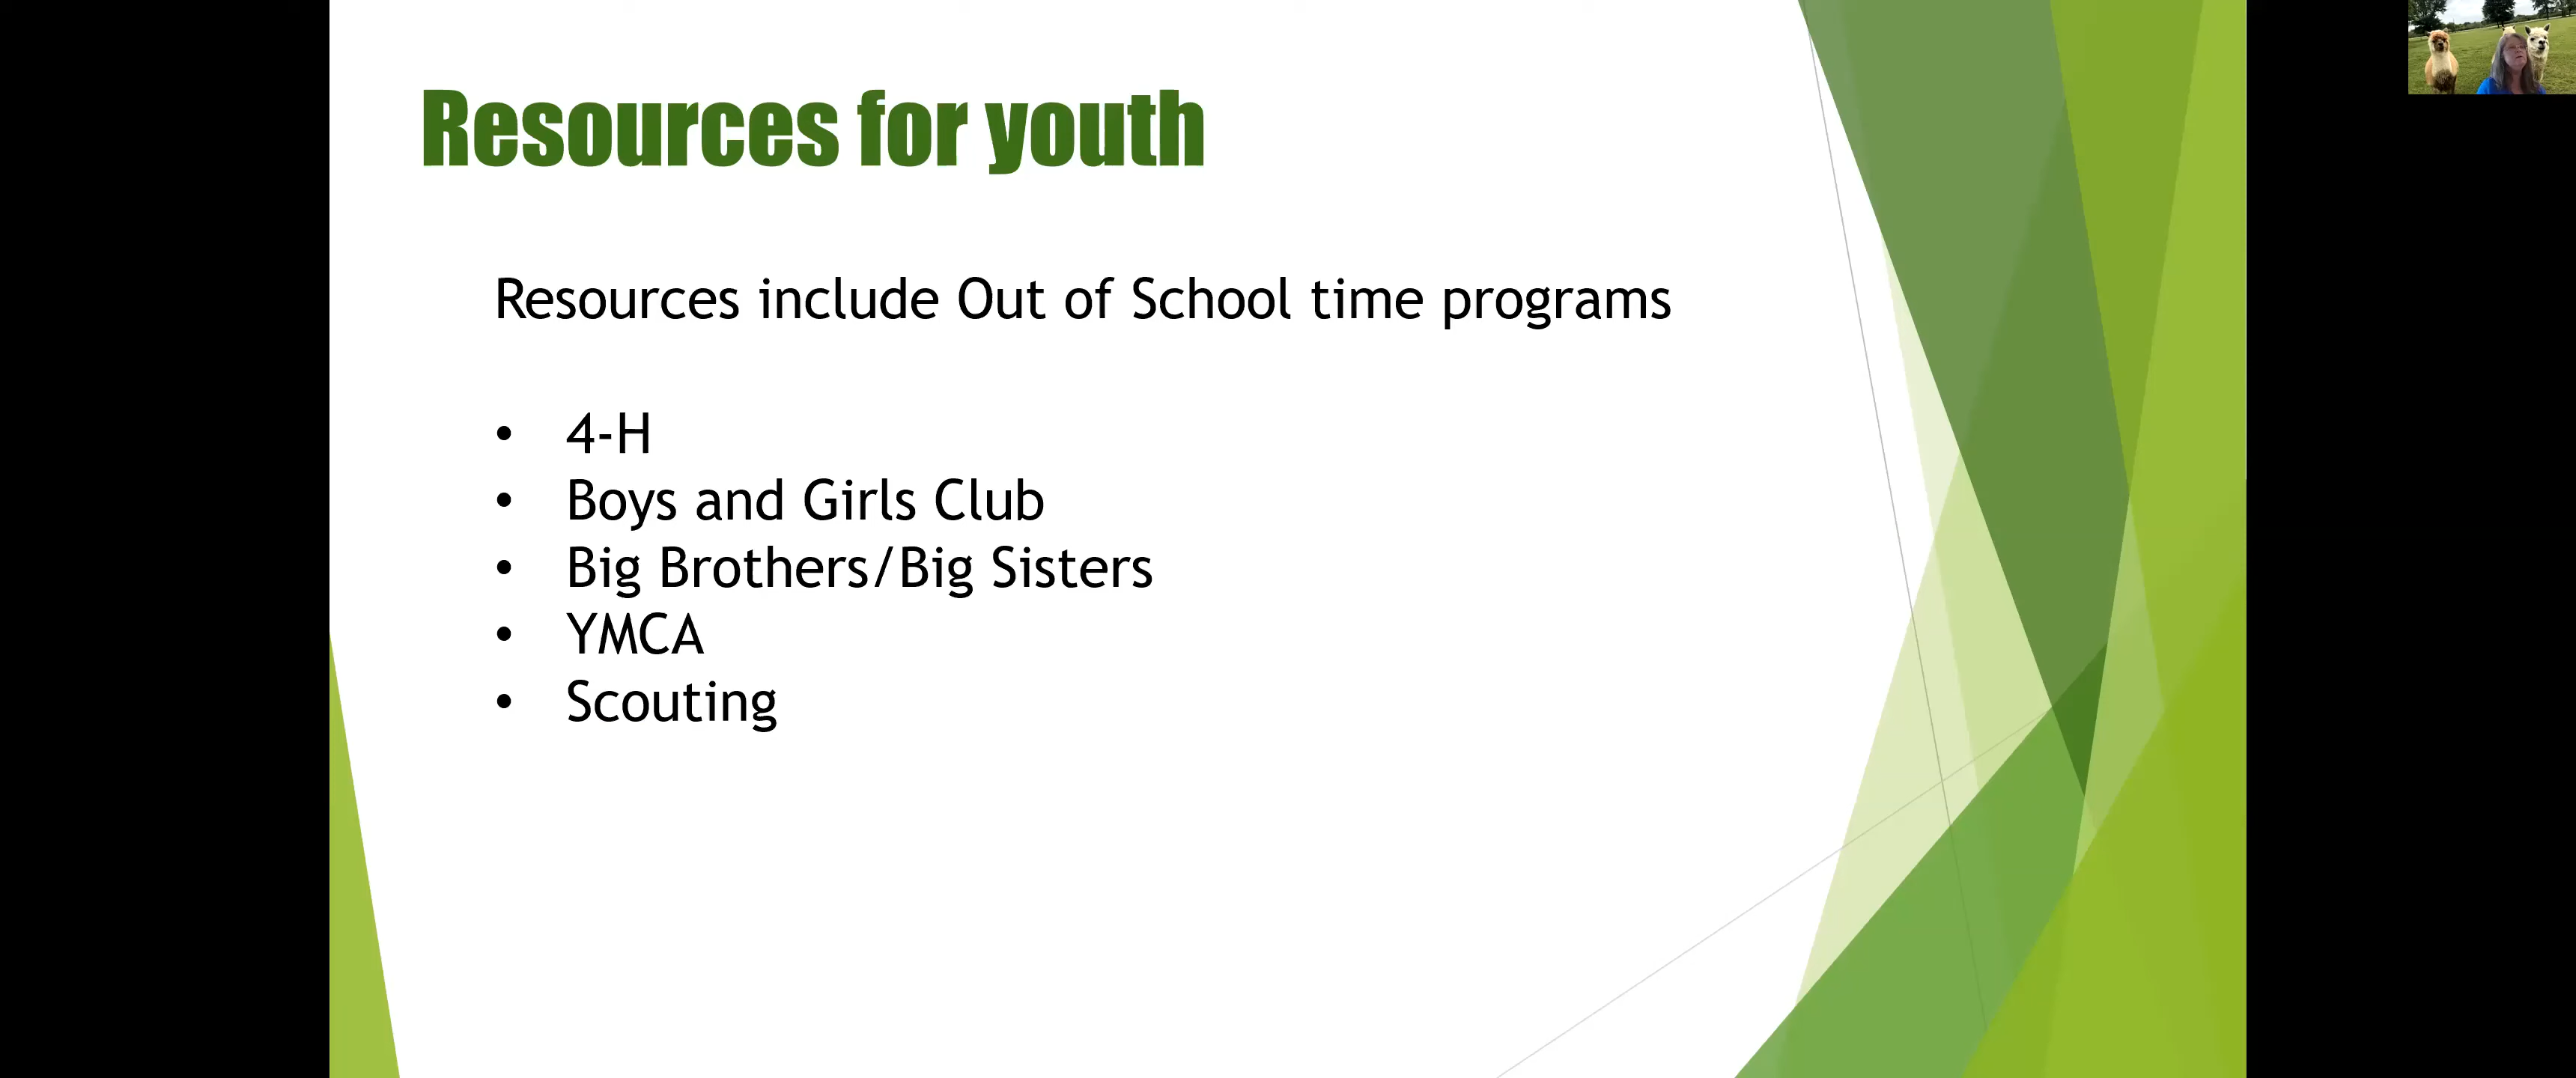 Resources for youth
Resources include Out of School time programs
• 4-H
• Boys and Girls Club
• Big Brothers/Big Sisters
• YMCA
• Scouting